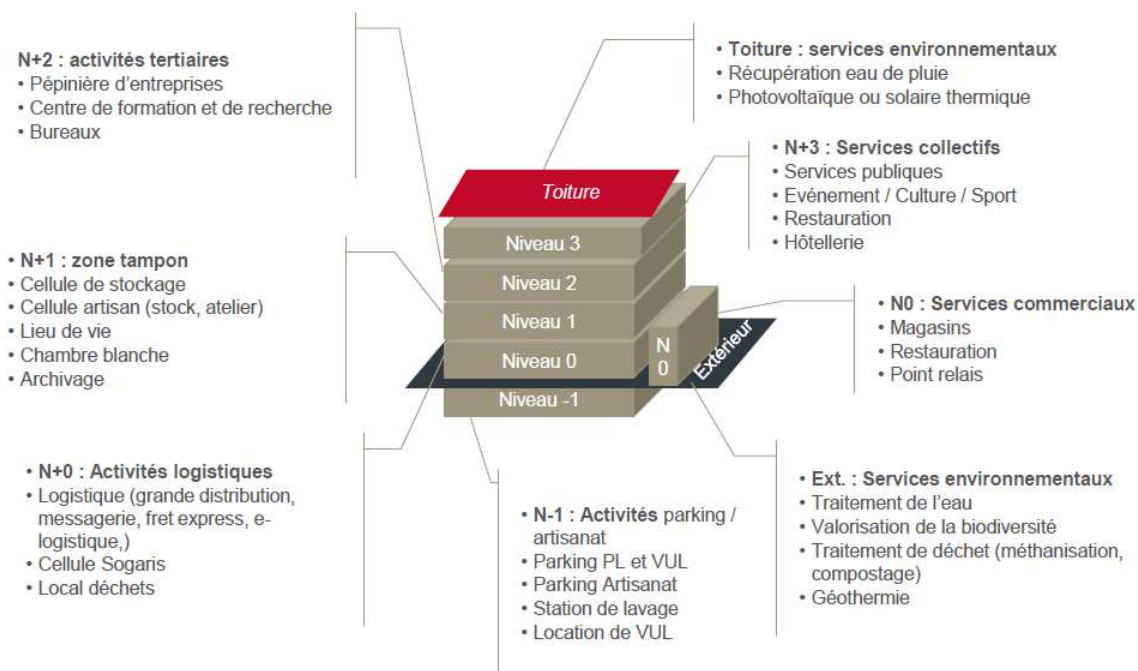 N+2 : activités tertiaires
• Pépinière d'entreprises
• Centre de formation et de recherche
• Bureaux
• Toiture : services environmentaux
• Récupération eau de pluie
• Photovoltaïque ou solaire thermique
• N+3 : Services collectifs
• Services publiques
• Evénement / Culture / Sport
• Restauration
• Hôtellerie
Toiture
Niveau 3
Niveau 2
Niveau 1
Niveau 0
Niveau -1
N
0
Extérieur
• N+1 : zone tampon
• Cellule de stockage
• Cellule artisan (stock, atelier)
• Lieu de vie
• Chambre blanche
• Archivage
• N0 : Services commerciaux
• Magasins
• Restauration
• Point relais
• N+0 : Activités logistiques
• Logistique (grande distribution,
messagerie, fret express, e-
logistique,)
• Cellule Sogaris
• Local déchets
• N-1 : Activités parking /
artisanat
• Parking PL et VUL
• Parking Artisanat
• Station de lavage
• Location de VUL
• Ext. : Services environmentaux
• Traitement de l'eau
• Valorisation de la biodiversité
• Traitement de déchet (méthanisation,
compostage)
• Géothermie